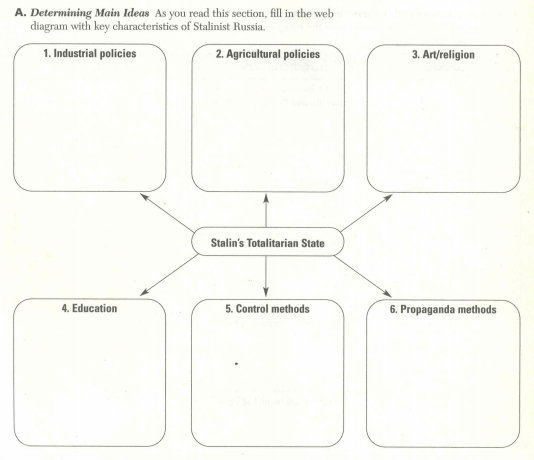 A. Determining Main Ideas As you read this section, fill in the web
diagram with key characteristics of Stalinist Russia.
1. Industrial policies
2. Agricultural policies
3. Art/religion
Stalin's Totalitarian State
4. Education
5. Control methods
6. Propaganda methods